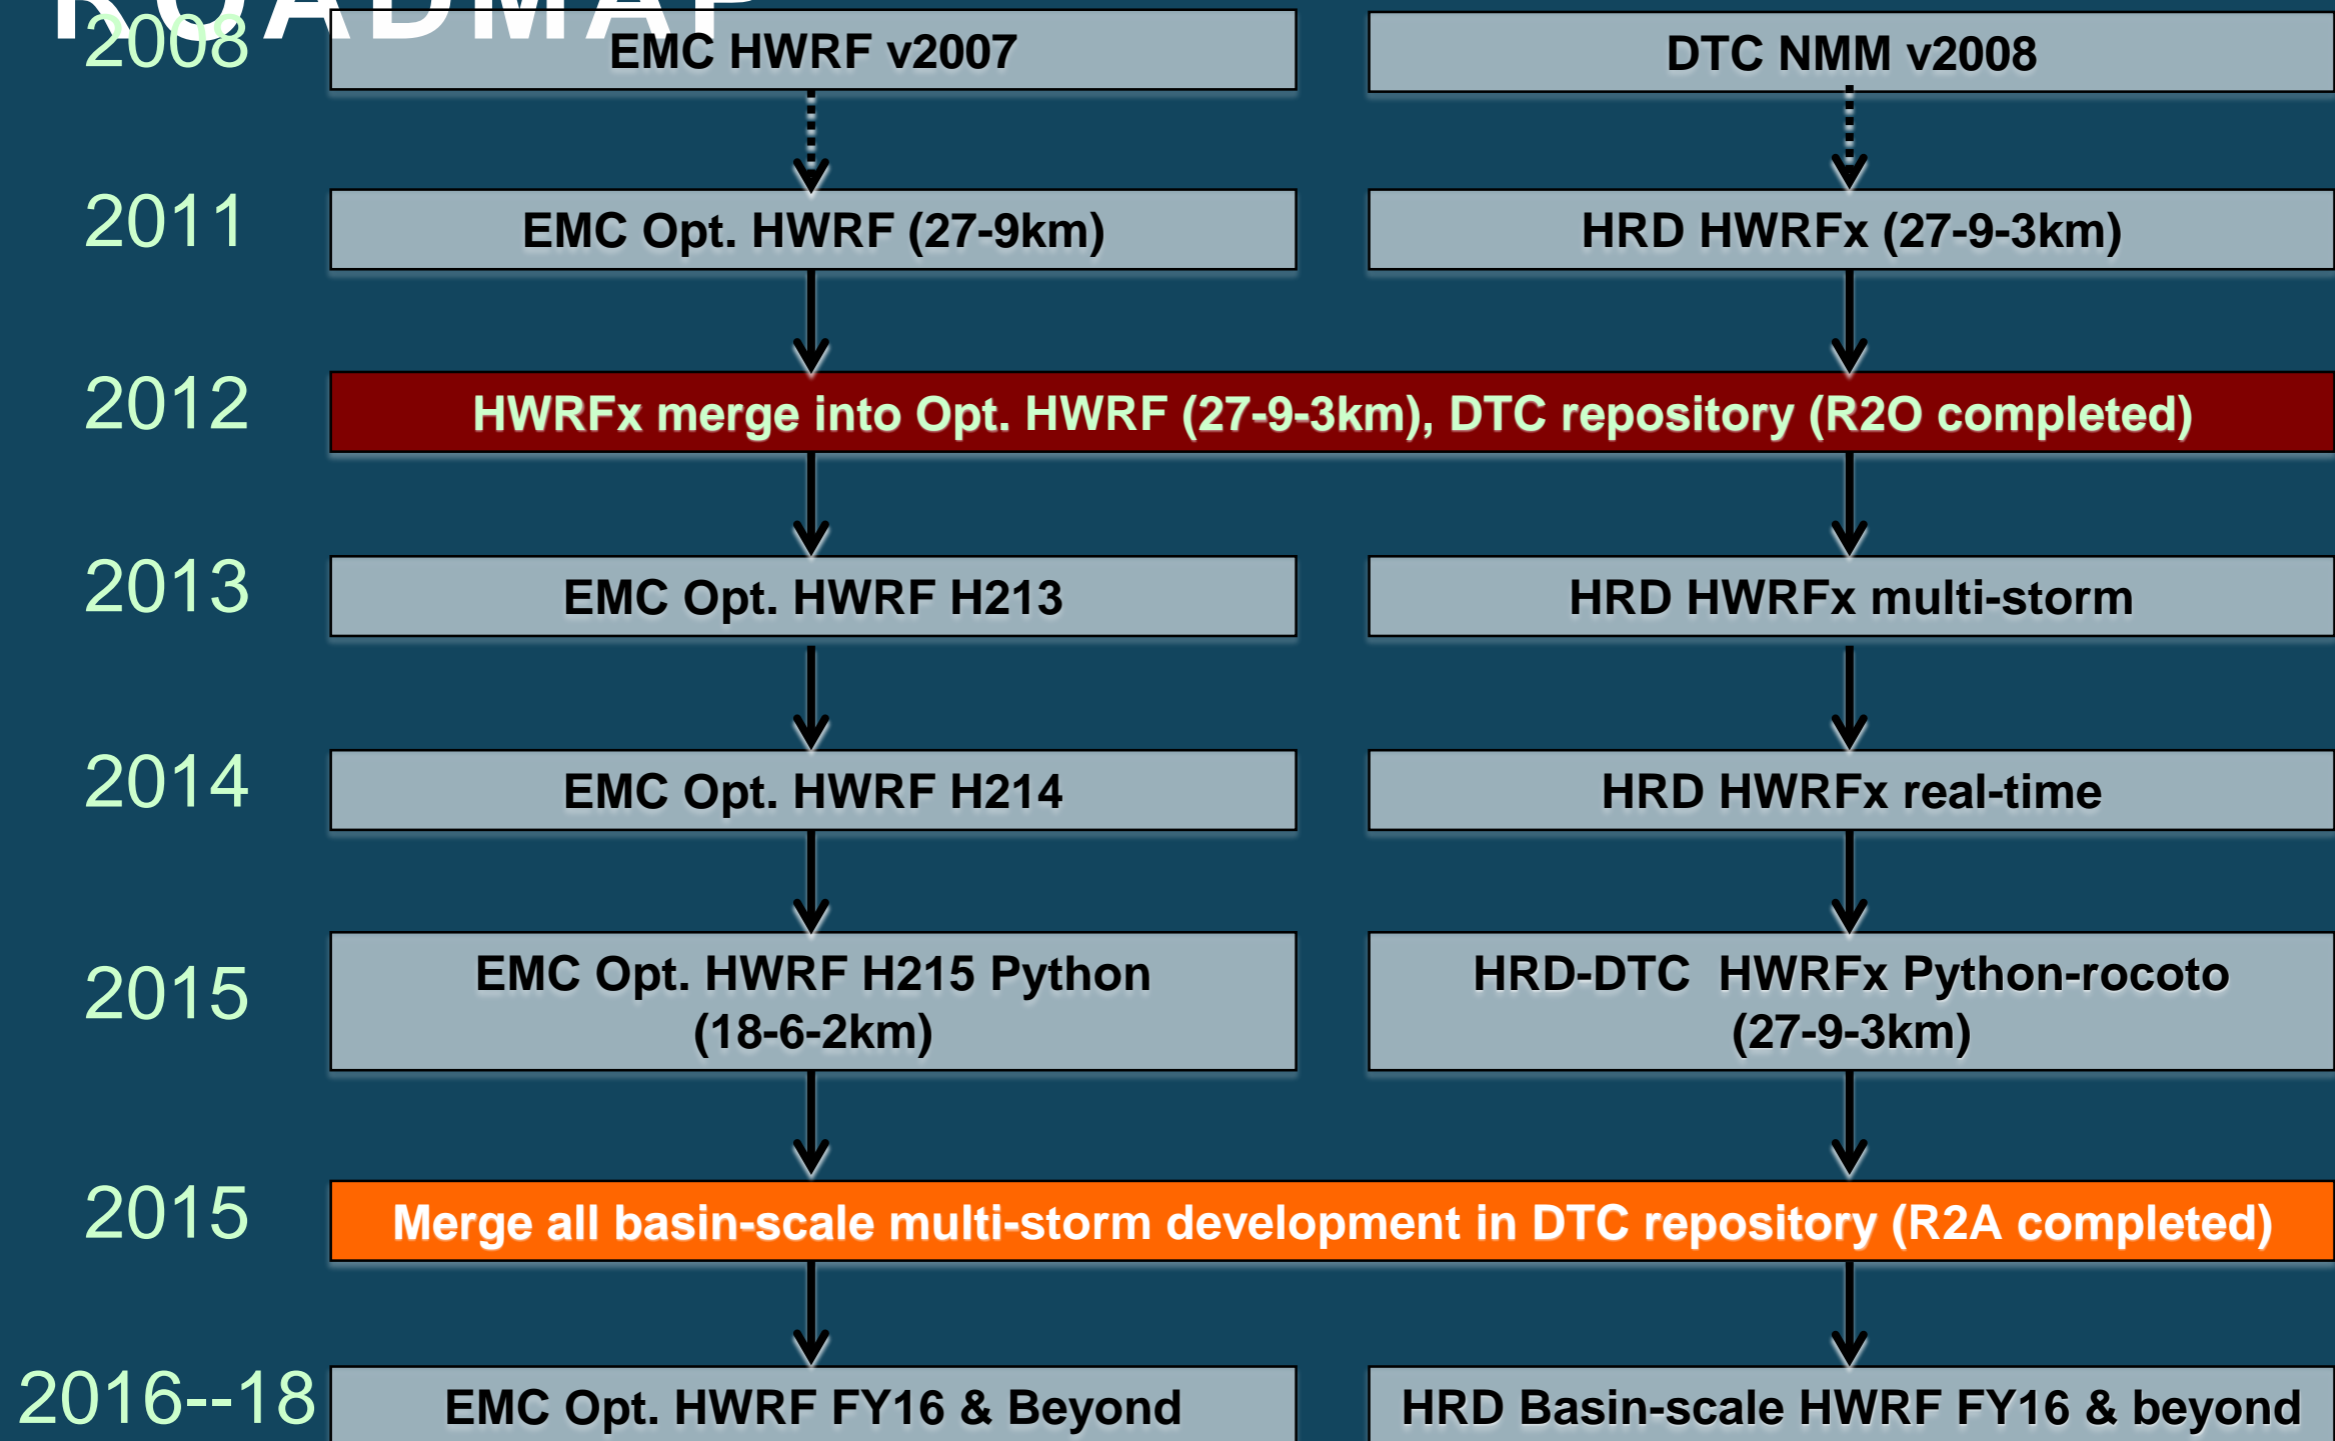 ROADMAP
2008
EMC HWRF v2007
DTC NMM v2008
2011
EMC Opt. HWRF (27-9km)
HRD HWRFx (27-9-3km)
2012
HWRFx merge into Opt. HWRF (27-9-3km), DTC repository (R2O completed)
2013
EMC Opt. HWRF H213
HRD HWRFx multi-storm
2014
EMC Opt. HWRF H214
HRD HWRFx real-time
2015
EMC Opt. HWRF H215 Python
(18-6-2km)
HRD-DTC HWRFx Python-rocoto
(27-9-3km)
2015
Merge all basin-scale multi-storm development in DTC repository (R2A completed)
2016--18
EMC Opt. HWRF FY16 & Beyond
HRD Basin-scale HWRF FY16 & beyond